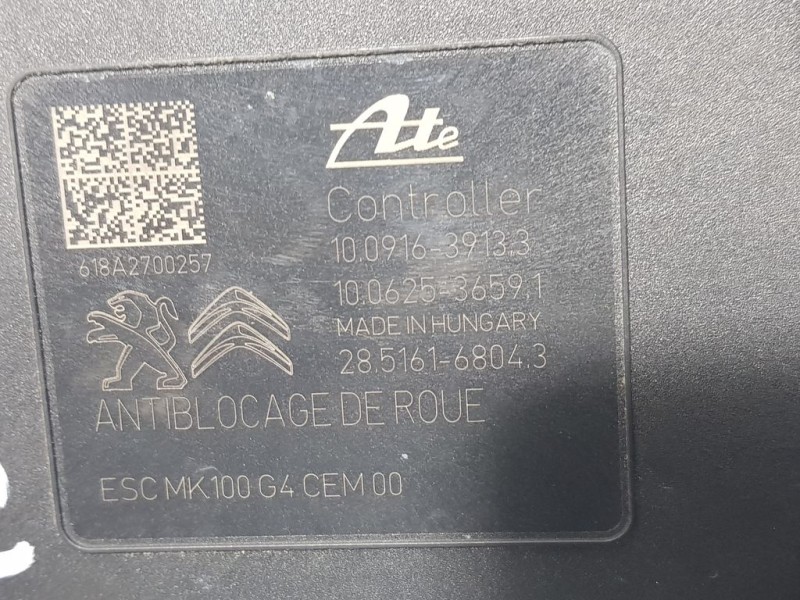 Ate
Controller
10.0916-3913.3
10.0625-3659.1
MADE IN HUNGARY
28.5161-6804.3
618A2700257
ANTIBLOCAGE DE ROUE
ESC MK100 G4 CEM 00